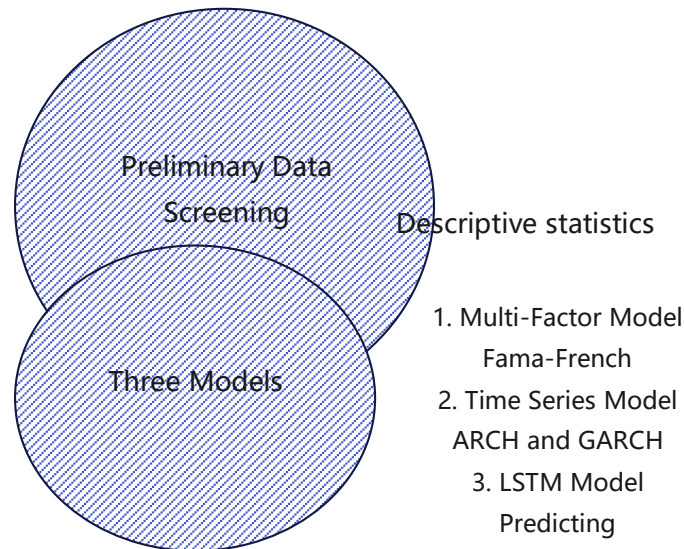 Preliminary Data
Screening
Descriptive statistics
Three Models
1. Multi-Factor Model
Fama-French
2. Time Series Model
ARCH and GARCH
3. LSTM Model
Predicting